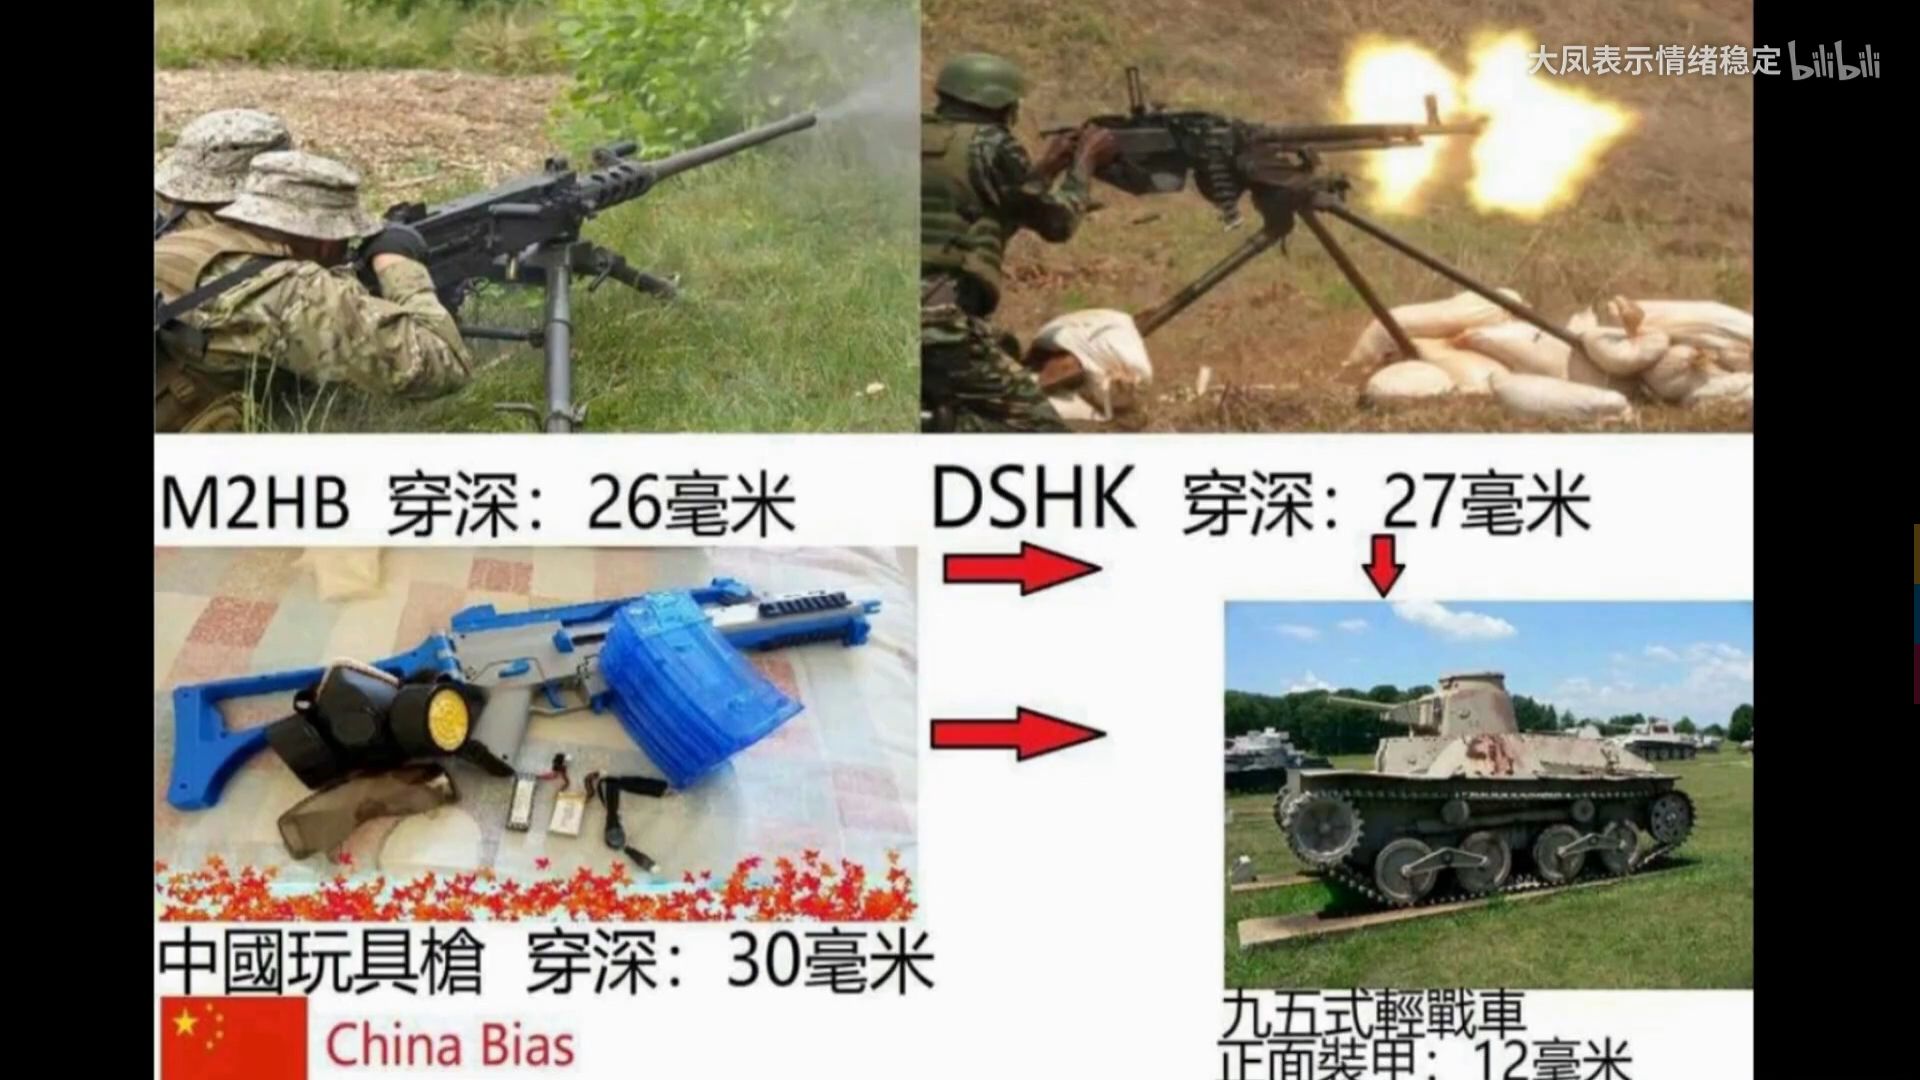 大凤表示情绪稳定 bilibili
M2HB 穿深：26毫米
DSHK 穿深：27毫米
中國玩具槍 穿深：30毫米
China Bias
九五式輕戰車
正面裝甲：12毫米